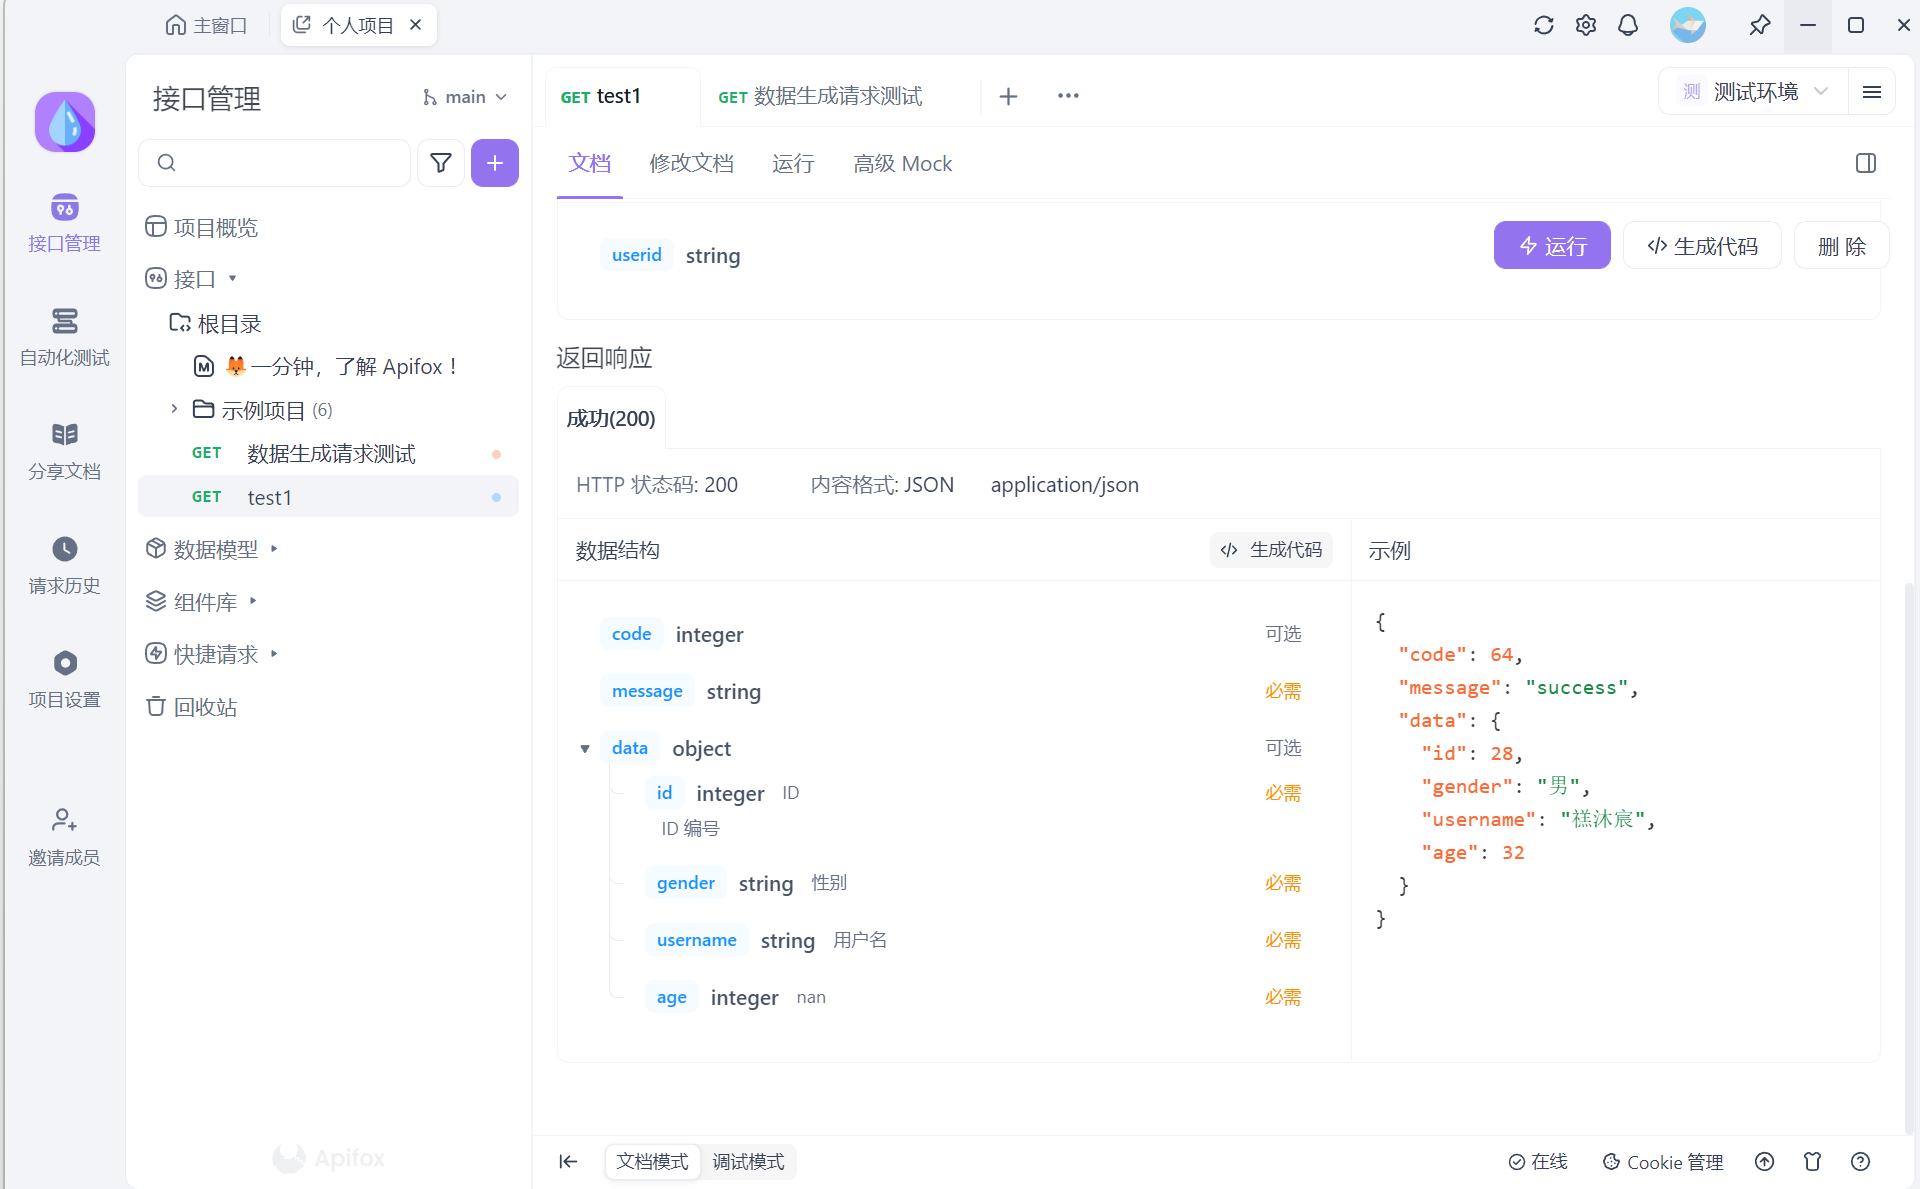 主窗口
个人项目
接口管理
main
接口管理
自动化测试
分享文档
请求历史
项目设置
邀请成员
项目概览
接口
根目录
🦊一分钟，了解 Apifox！
示例项目 (6)
GET 数据生成请求测试
GET test1
数据模型
组件库
快捷请求
回收站
Apifox
GET test1
GET 数据生成请求测试
测 测试环境
文档 修改文档 运行 高级 Mock
userid string
运行
生成代码
删 除
返回响应
成功(200)
HTTP 状态码: 200 内容格式: JSON application/json
数据结构
</> 生成代码
示例
code integer 可选
message string 必需
data object 可选
id integer ID 必需
ID 编号
gender string 性别 必需
username string 用户名 必需
age integer nan 必需
{
"code": 64,
"message": "success",
"data": {
"id": 28,
"gender": "男",
"username": "禚沐宸",
"age": 32
}
}
文档模式 调试模式
在线
Cookie 管理